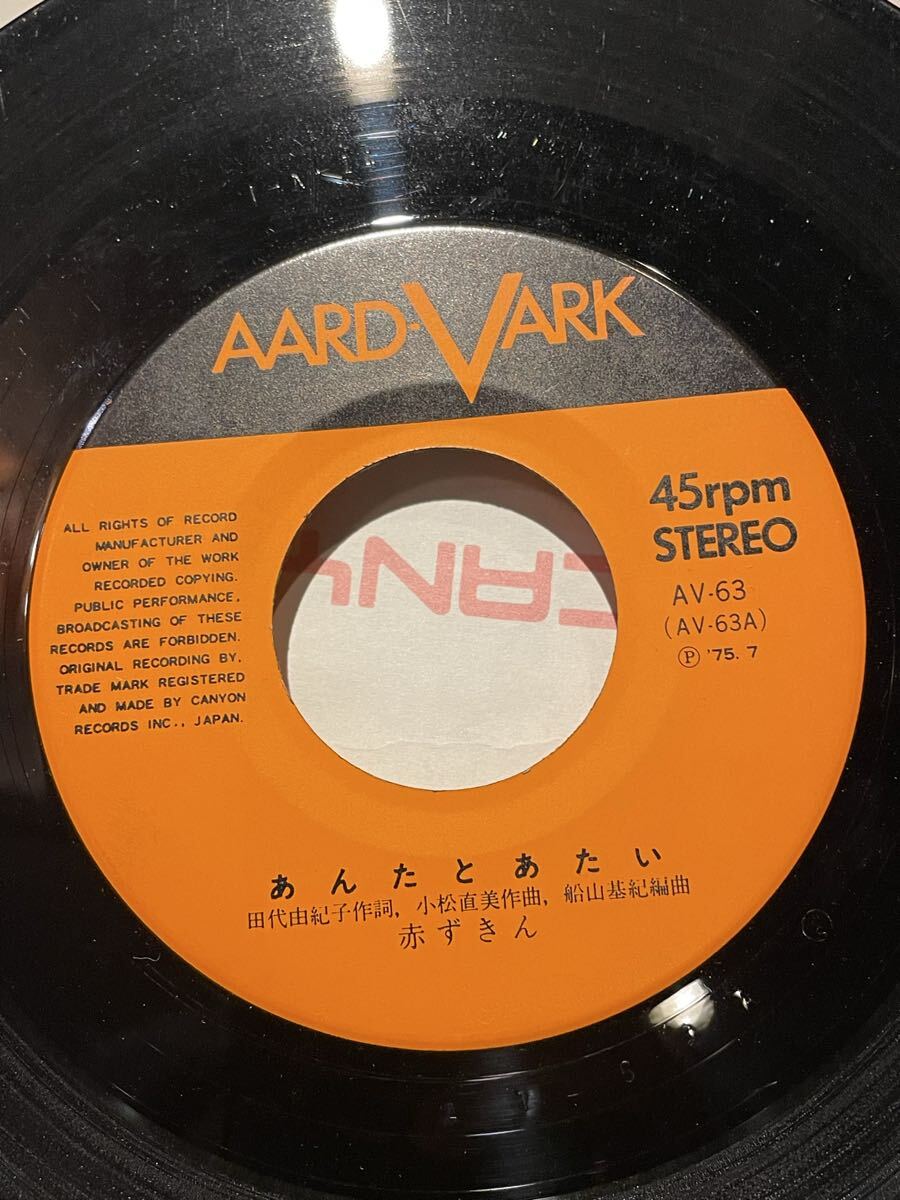 AARD-VARK
45rpm
STEREO
AV-63
(AV-63A)
Ⓟ '75. 7
ALL RIGHTS OF RECORD
MANUFACTURER AND
OWNER OF THE WORK
RECORDED COPYING.
PUBLIC PERFORMANCE,
BROADCASTING OF THESE
RECORDS ARE FORBIDDEN.
ORIGINAL RECORDING BY,
TRADE MARK REGISTERED
AND MADE BY CANYON
RECORDS INC., JAPAN.
あんたとあたい
田代由紀子作詞, 小松直美作曲, 船山基紀編曲
赤ずきん